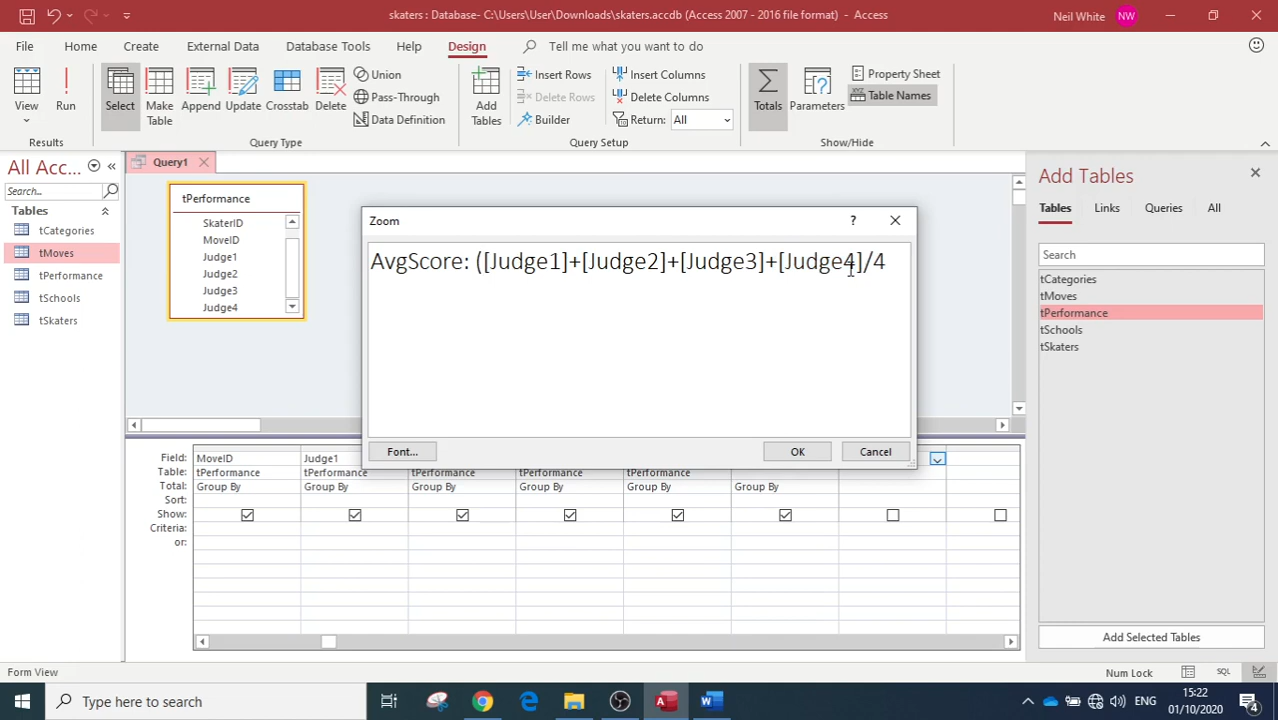 skaters : Database- C:\Users\User\Downloads\skaters.accdb (Access 2007 - 2016 file format) - Access
Neil White
NW
File
Home
Create
External Data
Database Tools
Help
Design
Tell me what you want to do
View
Run
Select
Make Table
Append
Update
Crosstab
Delete
Union
Pass-Through
Data Definition
Add Tables
Insert Rows
Delete Rows
Builder
Insert Columns
Delete Columns
Return: All
Totals
Parameters
Property Sheet
Table Names
Results
Query Type
Query Setup
Show/Hide
All Acc...
Search...
Tables
tCategories
tMoves
tPerformance
tSchools
tSkaters
Query1
tPerformance
SkaterID
MoveID
Judge1
Judge2
Judge3
Judge4
Zoom
?
AvgScore: ([Judge1]+[Judge2]+[Judge3]+[Judge4]/4
Font...
OK
Cancel
Field: MoveID Judge1
Table: tPerformance tPerformance tPerformance tPerformance tPerformance tPerformance
Total: Group By Group By Group By Group By Group By Group By
Sort:
Show:
Criteria:
or:
Add Tables
Tables
Links
Queries
All
Search
tCategories
tMoves
tPerformance
tSchools
tSkaters
Add Selected Tables
Form View
Num Lock
SQL
Type here to search
ENG
15:22
01/10/2020
4